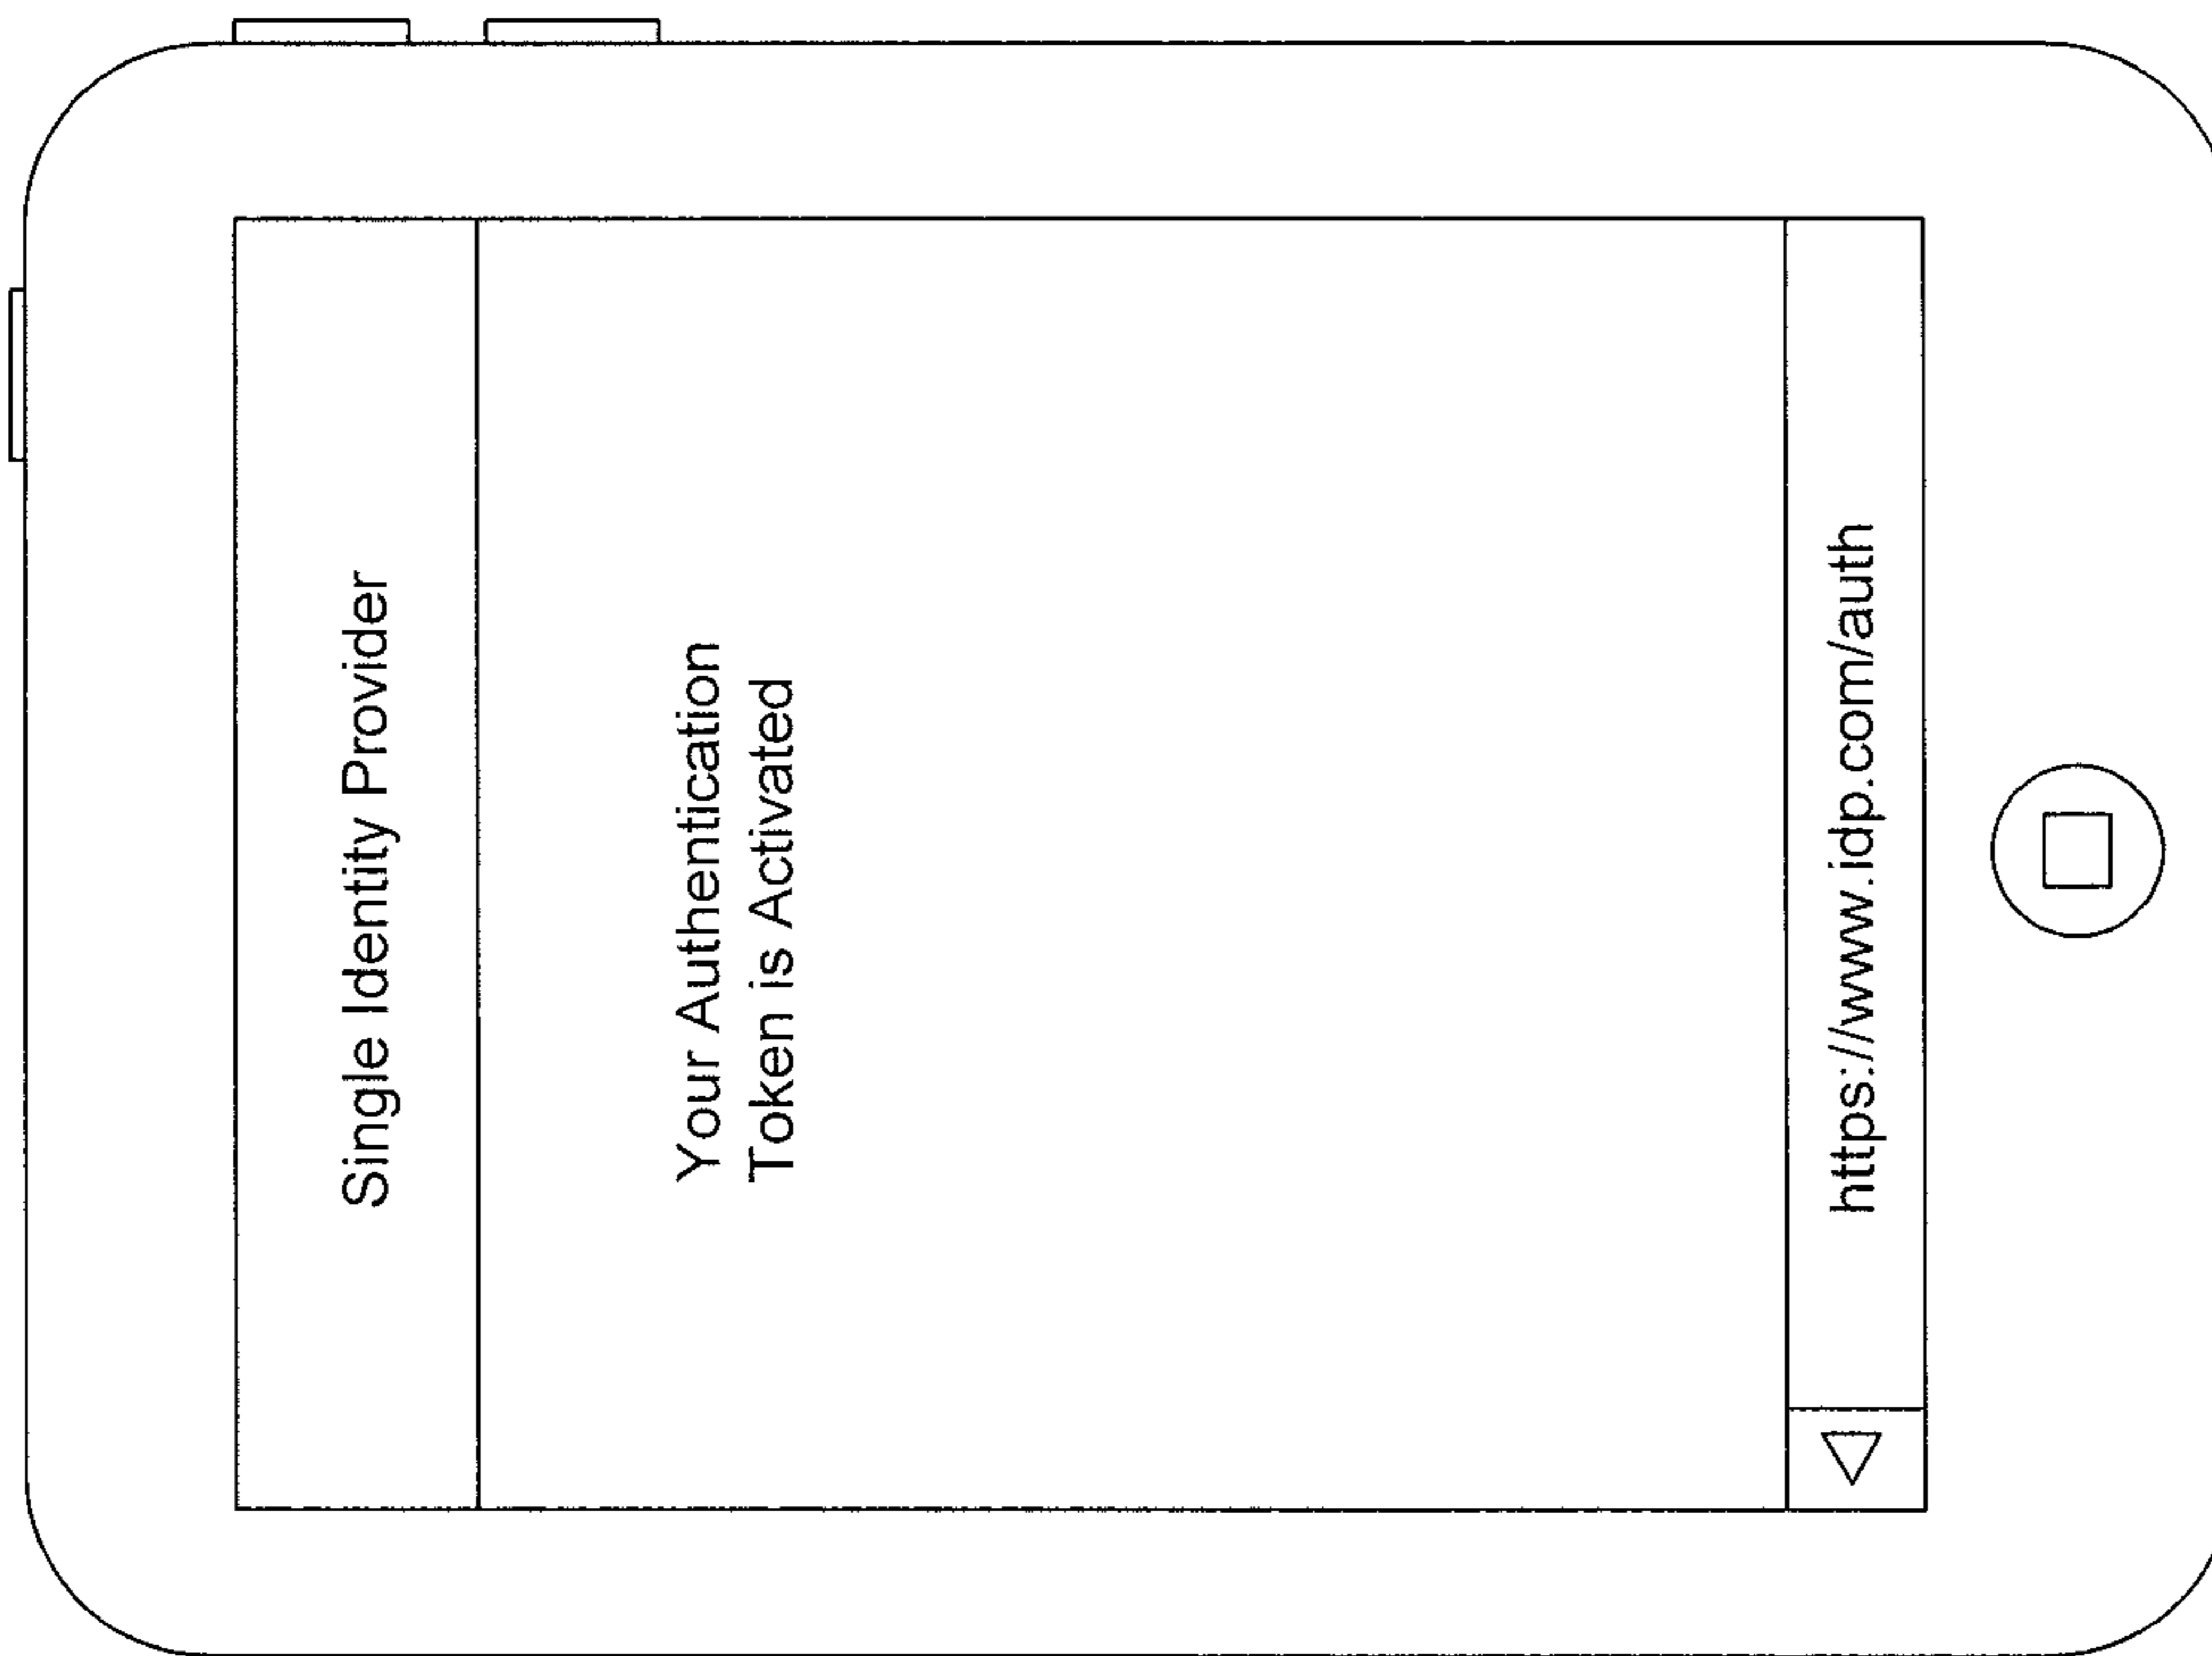 Single Identity Provider
Your Authentication
Token is Activated
https://www.idp.com/auth